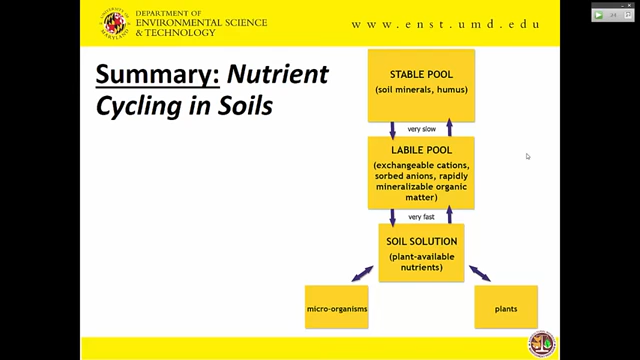 DEPARTMENT OF
ENVIRONMENTAL SCIENCE
& TECHNOLOGY
www.enst.umd.edu
Summary: Nutrient
Cycling in Soils
STABLE POOL
(soil minerals, humus)
very slow
LABILE POOL
(exchangeable cations,
sorbed anions, rapidly
mineralizable organic
matter)
very fast
SOIL SOLUTION
(plant-available
nutrients)
micro-organisms
plants